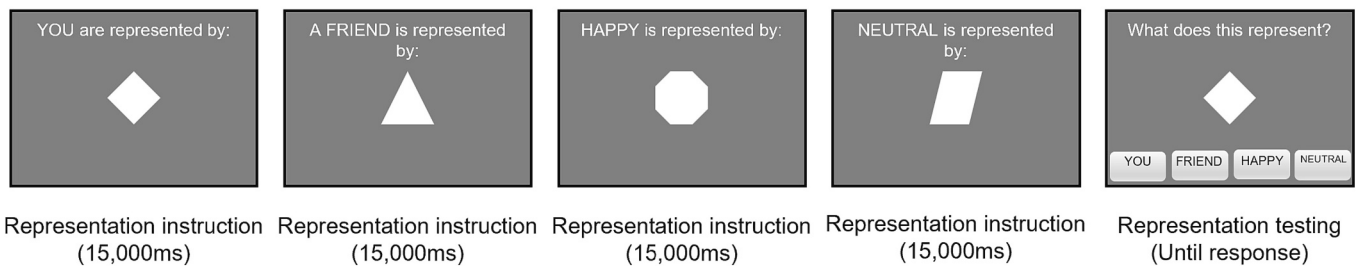 YOU are represented by:
A FRIEND is represented
by:
HAPPY is represented by:
NEUTRAL is represented
by:
What does this represent?
YOU
FRIEND
HAPPY
NEUTRAL
Representation instruction
(15,000ms)
Representation instruction
(15,000ms)
Representation instruction
(15,000ms)
Representation instruction
(15,000ms)
Representation testing
(Until response)